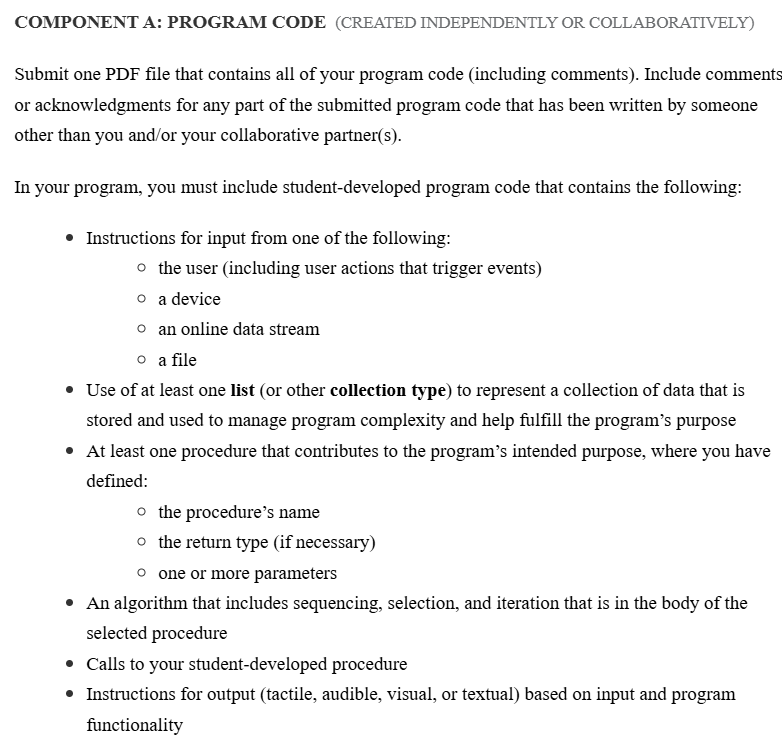 COMPONENT A: PROGRAM CODE (CREATED INDEPENDENTLY OR COLLABORATIVELY)
Submit one PDF file that contains all of your program code (including comments). Include comments
or acknowledgments for any part of the submitted program code that has been written by someone
other than you and/or your collaborative partner(s).
In your program, you must include student-developed program code that contains the following:
• Instructions for input from one of the following:
○ the user (including user actions that trigger events)
○ a device
○ an online data stream
○ a file
• Use of at least one list (or other collection type) to represent a collection of data that is
stored and used to manage program complexity and help fulfill the program’s purpose
• At least one procedure that contributes to the program’s intended purpose, where you have
defined:
○ the procedure’s name
○ the return type (if necessary)
○ one or more parameters
• An algorithm that includes sequencing, selection, and iteration that is in the body of the
selected procedure
• Calls to your student-developed procedure
• Instructions for output (tactile, audible, visual, or textual) based on input and program
functionality